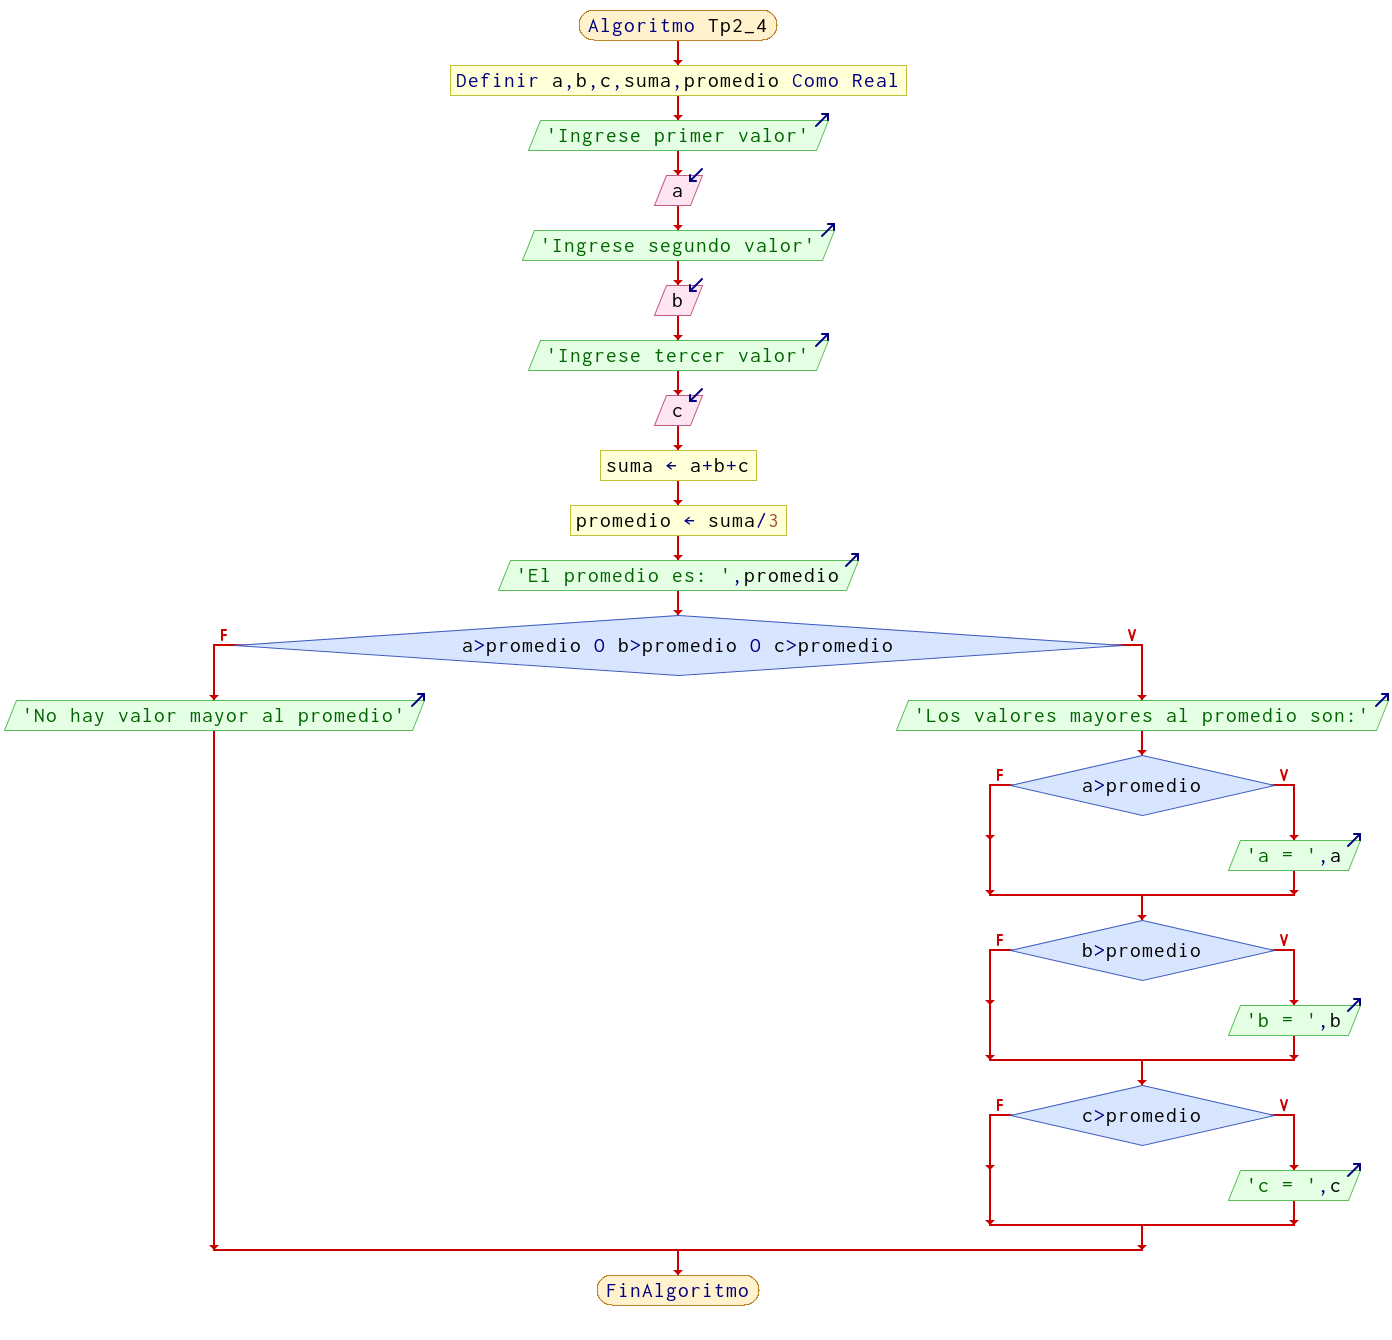 Algoritmo Tp2_4
Definir a,b,c,suma,promedio Como Real
'Ingrese primer valor'
a
'Ingrese segundo valor'
b
'Ingrese tercer valor'
c
suma ← a+b+c
promedio ← suma/3
'El promedio es: ',promedio
F
V
a>promedio O b>promedio O c>promedio
'No hay valor mayor al promedio'
'Los valores mayores al promedio son:'
F
V
a>promedio
'a = ',a
F
V
b>promedio
'b = ',b
F
V
c>promedio
'c = ',c
FinAlgoritmo